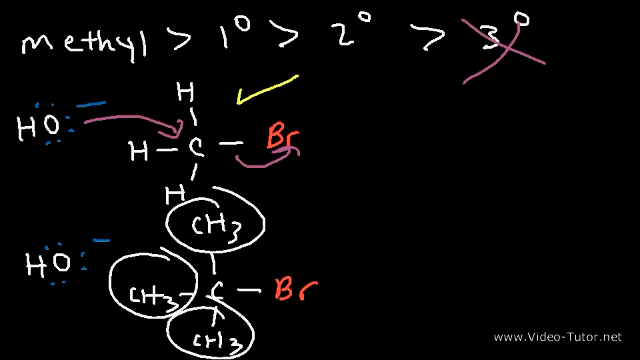 methyl > 1° > 2° > 3°
H
HO:⁻
H – C – Br
H
CH3
HO:⁻
CH3 – C – Br
CH3
www.Video-Tutor.net